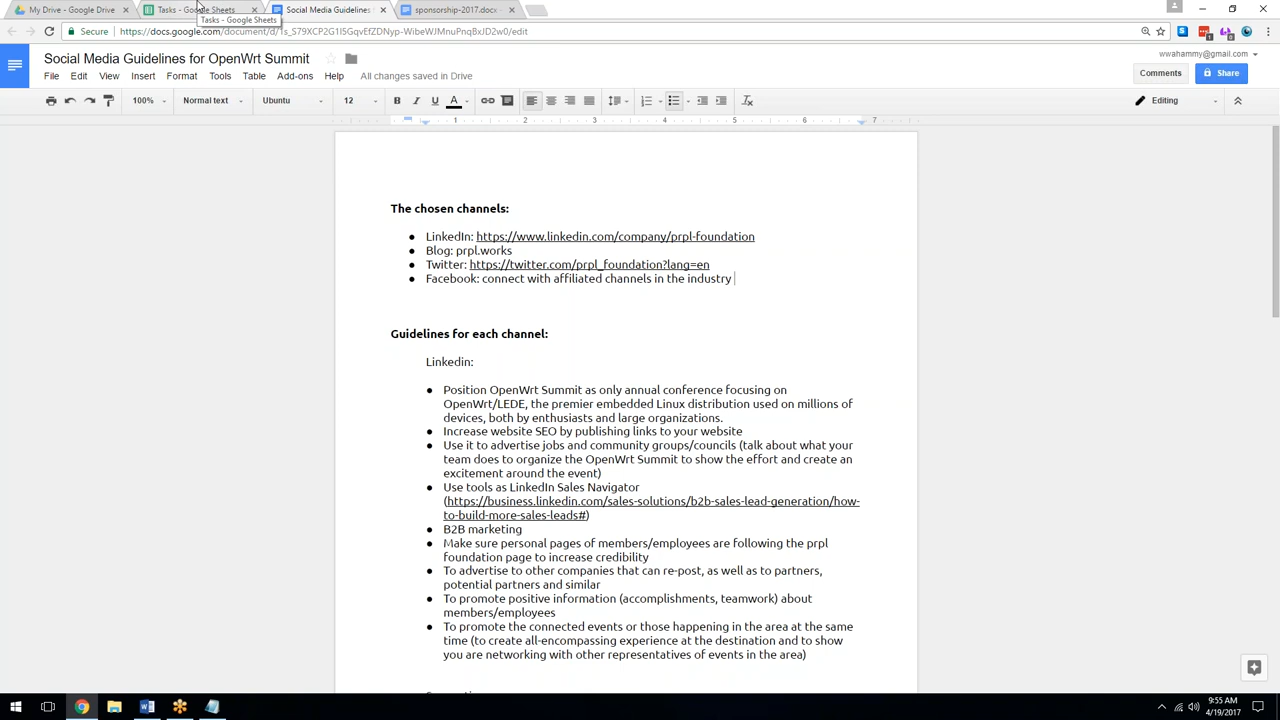 My Drive - Google Drive
Tasks - Google Sheets
Social Media Guidelines
sponsorship-2017.docx -
Tasks - Google Sheets
Secure
https://docs.google.com/document/d/1s_S79XCP2G1I5GqvEfZDNyp-WibeWJMnuPnqBxJD2w0/edit
Social Media Guidelines for OpenWrt Summit
wwahammy@gmail.com
File Edit View Insert Format Tools Table Add-ons Help All changes saved in Drive
Comments
Share
100% Normal text Ubuntu 12 B I U A
Editing
1 2 3 4 5 6 7
The chosen channels:
● LinkedIn: https://www.linkedin.com/company/prpl-foundation
● Blog: prpl.works
● Twitter: https://twitter.com/prpl_foundation?lang=en
● Facebook: connect with affiliated channels in the industry
Guidelines for each channel:
Linkedin:
● Position OpenWrt Summit as only annual conference focusing on
OpenWrt/LEDE, the premier embedded Linux distribution used on millions of
devices, both by enthusiasts and large organizations.
● Increase website SEO by publishing links to your website
● Use it to advertise jobs and community groups/councils (talk about what your
team does to organize the OpenWrt Summit to show the effort and create an
excitement around the event)
● Use tools as LinkedIn Sales Navigator
(https://business.linkedin.com/sales-solutions/b2b-sales-lead-generation/how-
to-build-more-sales-leads#)
● B2B marketing
● Make sure personal pages of members/employees are following the prpl
foundation page to increase credibility
● To advertise to other companies that can re-post, as well as to partners,
potential partners and similar
● To promote positive information (accomplishments, teamwork) about
members/employees
● To promote the connected events or those happening in the area at the same
time (to create all-encompassing experience at the destination and to show
you are networking with other representatives of events in the area)
9:55 AM
4/19/2017